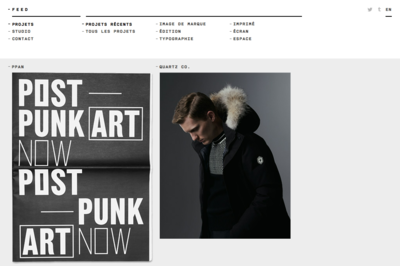 FEED
EN
PROJETS
STUDIO
CONTACT
PROJETS RÉCENTS
TOUS LES PROJETS
IMAGE DE MARQUE
ÉDITION
TYPOGRAPHIE
IMPRIMÉ
ÉCRAN
ESPACE
PPAN
QUARTZ CO.
POST
PUNK ART
NOW
POST
PUNK
ART NOW